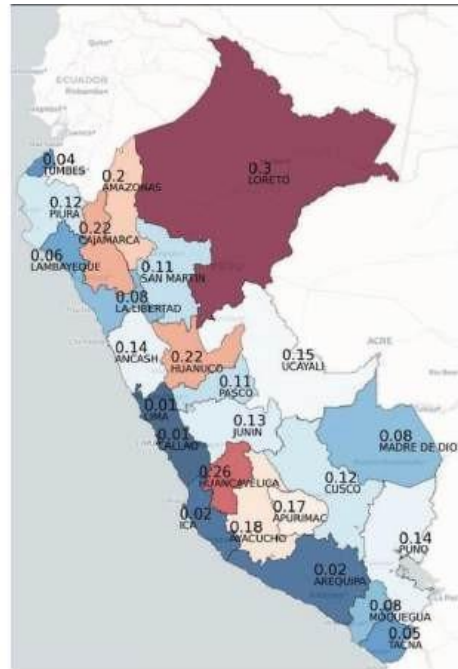 Quito
ECUADOR
Riobamba
0.04
TUMBES
0.2
AMAZONAS
0.3
LORETO
0.12
PIURA
0.22
CAJAMARCA
0.06
LAMBAYEQUE
0.11
SAN MARTIN
0.08
LA LIBERTAD
0.14
ANCASH
0.22
HUANUCO
0.15
UCAYALI
ACRE
0.11
PASCO
0.01
LIMA
0.01
CALLAO
0.13
JUNIN
0.08
MADRE DE DIO
0.26
HUANCAVELICA
0.12
CUSCO
0.02
ICA
0.17
APURIMAC
0.18
AYACUCHO
0.14
PUNO
0.02
AREQUIPA
0.08
MOQUEGUA
0.05
TACNA